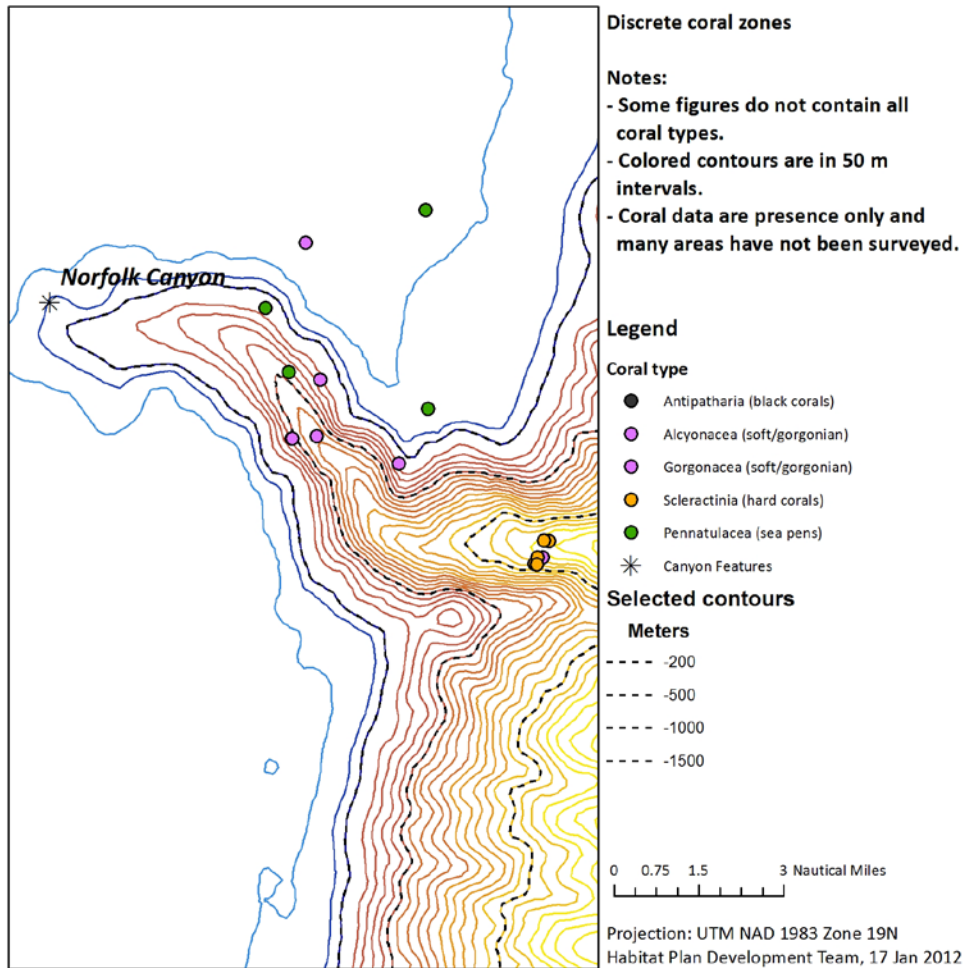 Discrete coral zones
Notes:
- Some figures do not contain all
coral types.
- Colored contours are in 50 m
intervals.
- Coral data are presence only and
many areas have not been surveyed.
Norfolk Canyon
Legend
Coral type
Antipatharia (black corals)
Alcyonacea (soft/gorgonian)
Gorgonacea (soft/gorgonian)
Scleractinia (hard corals)
Pennatulacea (sea pens)
Canyon Features
Selected contours
Meters
-200
-500
-1000
-1500
0 0.75 1.5 3 Nautical Miles
Projection: UTM NAD 1983 Zone 19N
Habitat Plan Development Team, 17 Jan 2012